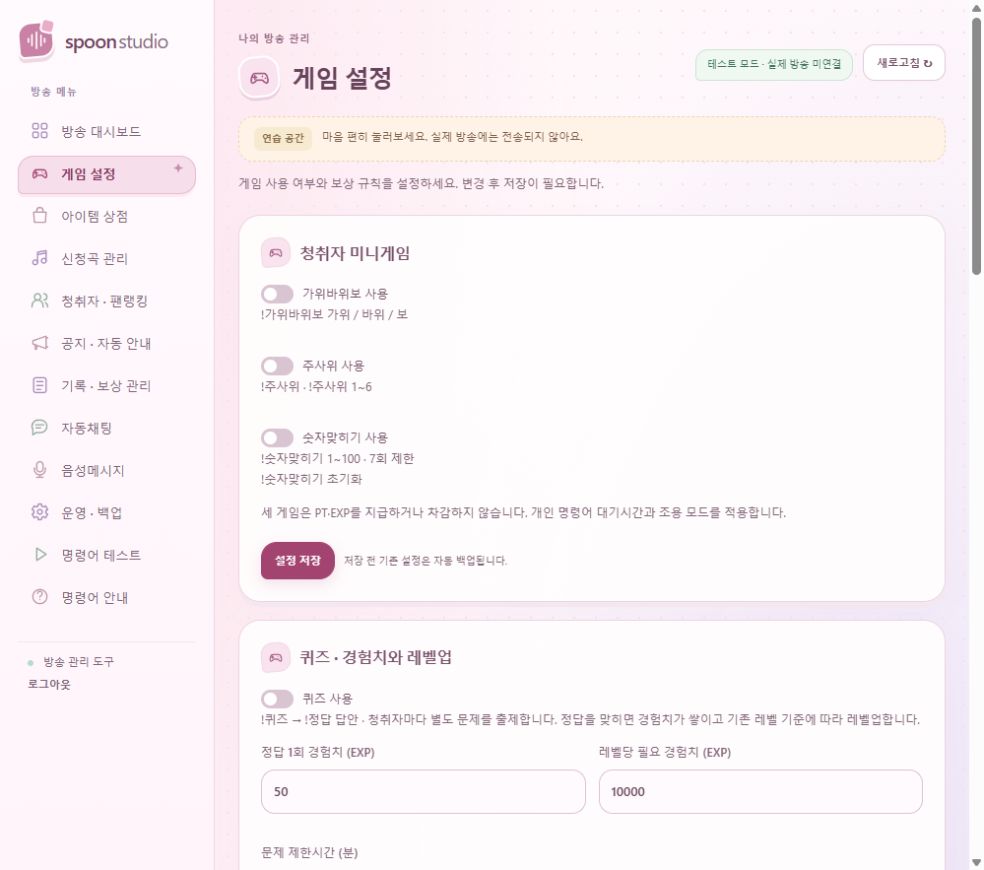 spoon studio
방송 메뉴
방송 대시보드
게임 설정
아이템 상점
신청곡 관리
청취자 · 팬랭킹
공지 · 자동 안내
기록 · 보상 관리
자동채팅
음성메시지
운영 · 백업
명령어 테스트
명령어 안내
방송 관리 도구
로그아웃
나의 방송 관리
게임 설정
테스트 모드 · 실제 방송 미연결
새로고침 ↻
연습 공간 마음 편히 눌러보세요. 실제 방송에는 전송되지 않아요.
게임 사용 여부와 보상 규칙을 설정하세요. 변경 후 저장이 필요합니다.
청취자 미니게임
가위바위보 사용
!가위바위보 가위 / 바위 / 보
주사위 사용
!주사위 · !주사위 1~6
숫자맞히기 사용
!숫자맞히기 1~100 · 7회 제한
!숫자맞히기 초기화
세 게임은 PT·EXP를 지급하거나 차감하지 않습니다. 개인 명령어 대기시간과 조용 모드를 적용합니다.
설정 저장 저장 전 기존 설정은 자동 백업됩니다.
퀴즈 · 경험치와 레벨업
퀴즈 사용
!퀴즈 → !정답 답안 · 청취자마다 별도 문제를 출제합니다. 정답을 맞히면 경험치가 쌓이고 기존 레벨 기준에 따라 레벨업합니다.
정답 1회 경험치 (EXP)
50
레벨당 필요 경험치 (EXP)
10000
문제 제한시간 (분)